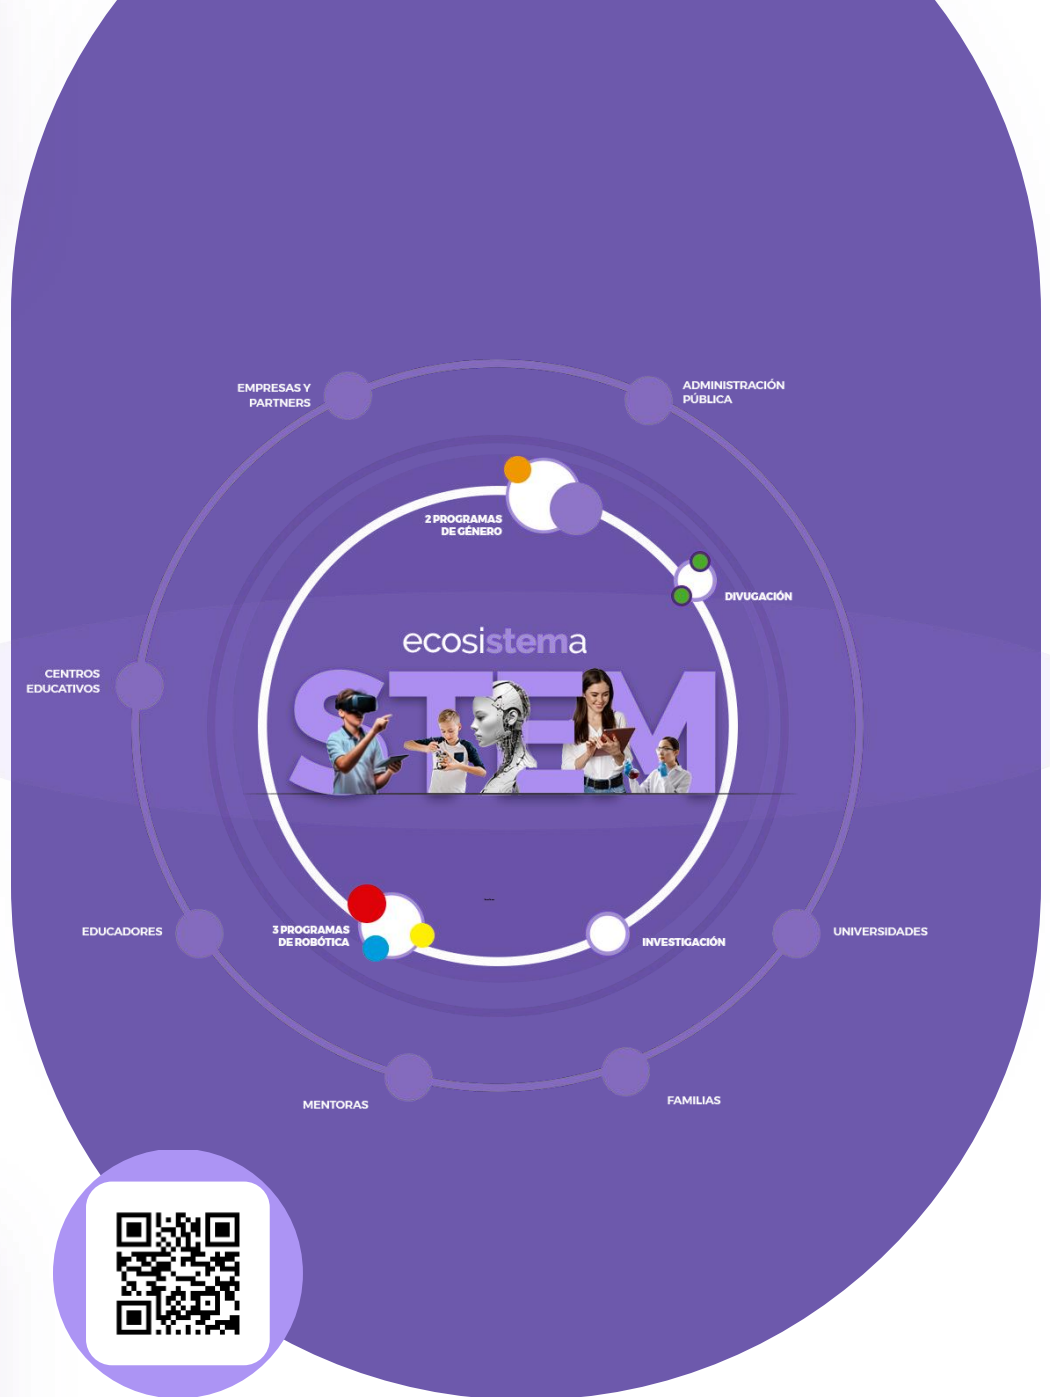 EMPRESAS Y
PARTNERS
ADMINISTRACIÓN
PÚBLICA
2 PROGRAMAS
DE GÉNERO
DIVUGACIÓN
ecosistema
STEM
CENTROS
EDUCATIVOS
EDUCADORES
3 PROGRAMAS
DE ROBÓTICA
INVESTIGACIÓN
UNIVERSIDADES
MENTORAS
FAMILIAS